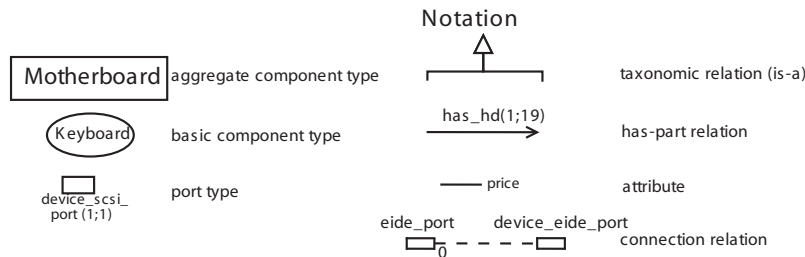 Notation
Motherboard
aggregate component type
taxonomic relation (is-a)
Keyboard
basic component type
has_hd(1;19)
has-part relation
device_scsi_
port (1;1)
port type
price
attribute
eide_port
device_eide_port
0
connection relation